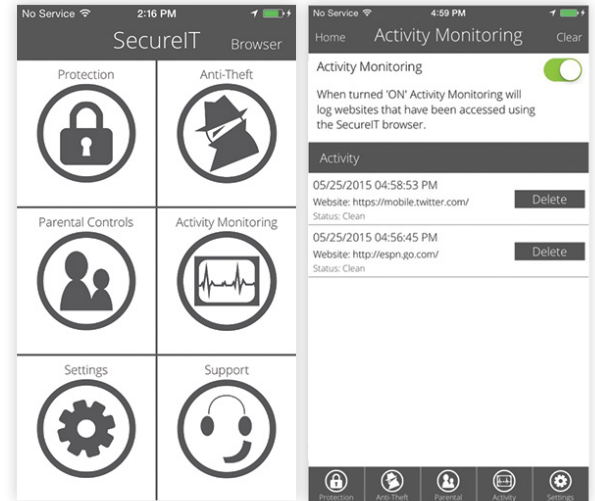 No Service 2:16 PM
SecureIT Browser
Protection Anti-Theft
Parental Controls Activity Monitoring
Settings Support
No Service 4:59 PM
Home Activity Monitoring Clear
Activity Monitoring
When turned 'ON' Activity Monitoring will
log websites that have been accessed using
the SecureIT browser.
Activity
05/25/2015 04:58:53 PM
Website: https://mobile.twitter.com/ Delete
Status: Clean
05/25/2015 04:56:45 PM
Website: http://espn.go.com/ Delete
Status: Clean
Protection Anti-Theft Parental Activity Settings